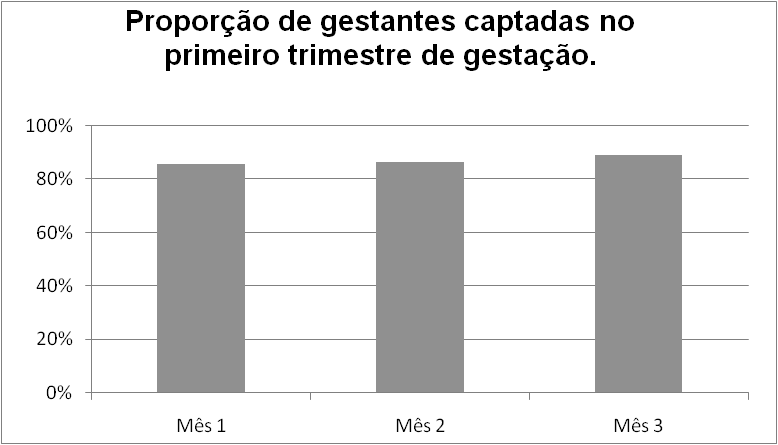 Proporção de gestantes captadas no
primeiro trimestre de gestação.
100%
80%
60%
40%
20%
0%
Mês 1
Mês 2
Mês 3